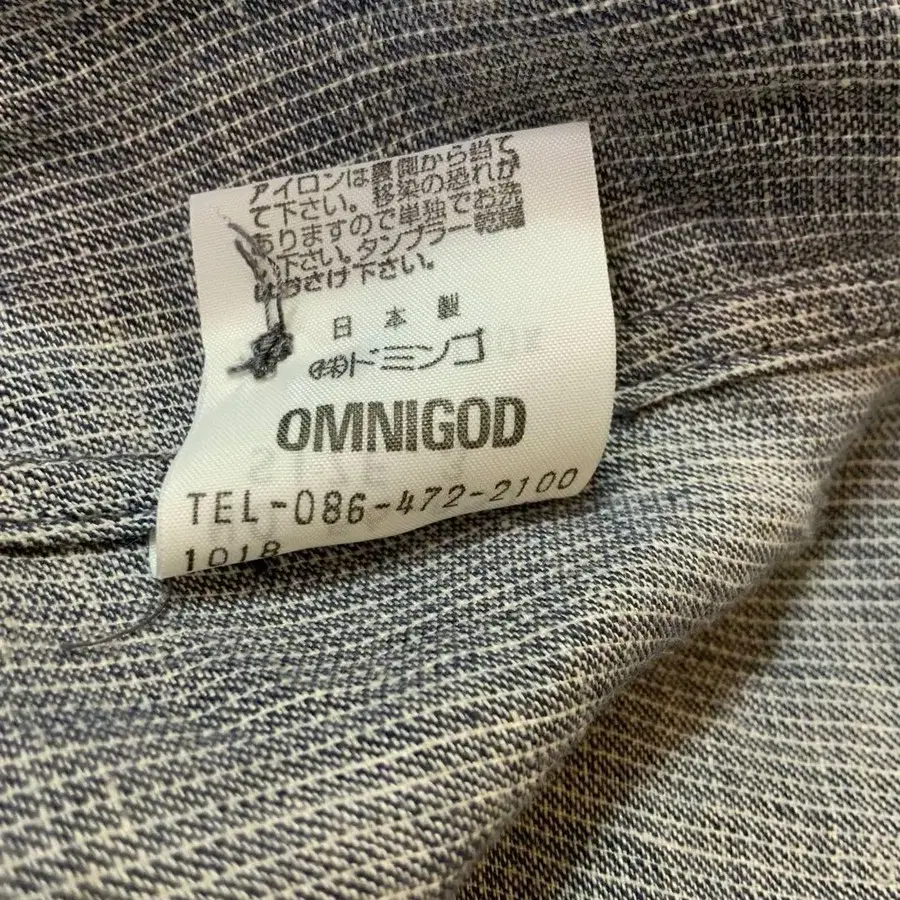 アイロンは裏側から当て
て下さい。移染の恐れが
ありますので単独でお洗
い下さい。タンブラー乾燥
はおさけ下さい。
日本製
㈱ドミンゴ
OMNIGOD
TEL-086-472-2100
1018